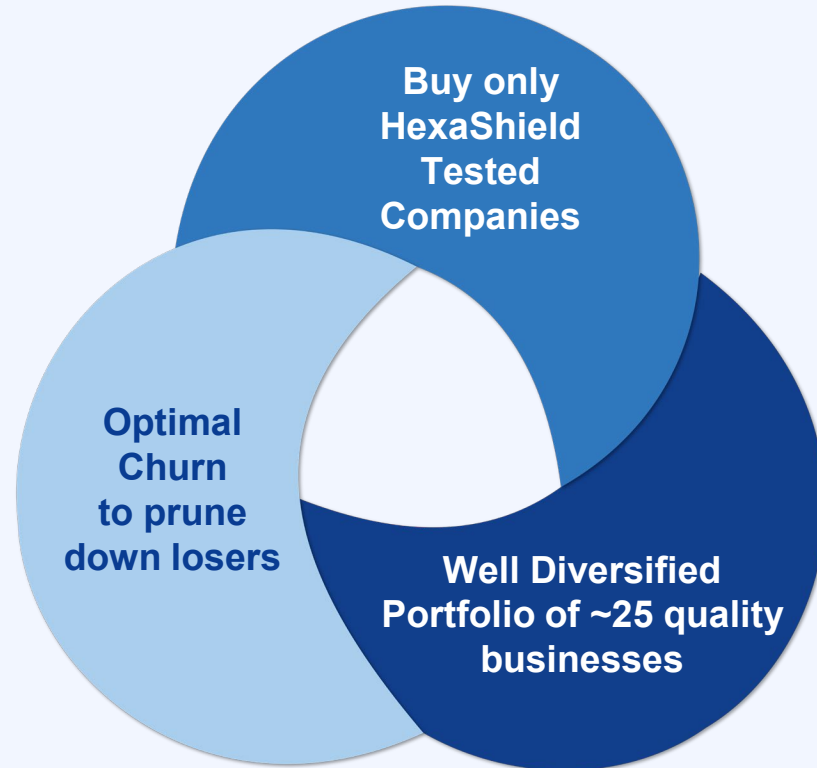 Buy only
HexaShield
Tested
Companies
Optimal
Churn
to prune
down losers
Well Diversified
Portfolio of ~25 quality
businesses